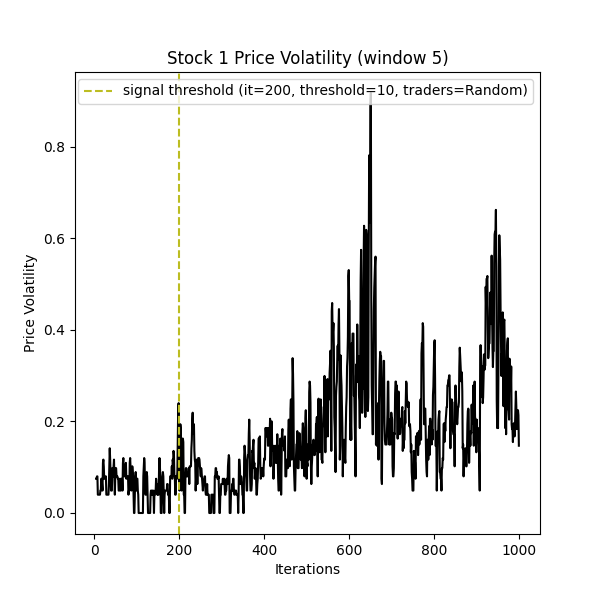 Stock 1 Price Volatility (window 5)
signal threshold (it=200, threshold=10, traders=Random)
0.8
0.6
0.4
0.2
0.0
Price Volatility
0 200 400 600 800 1000
Iterations